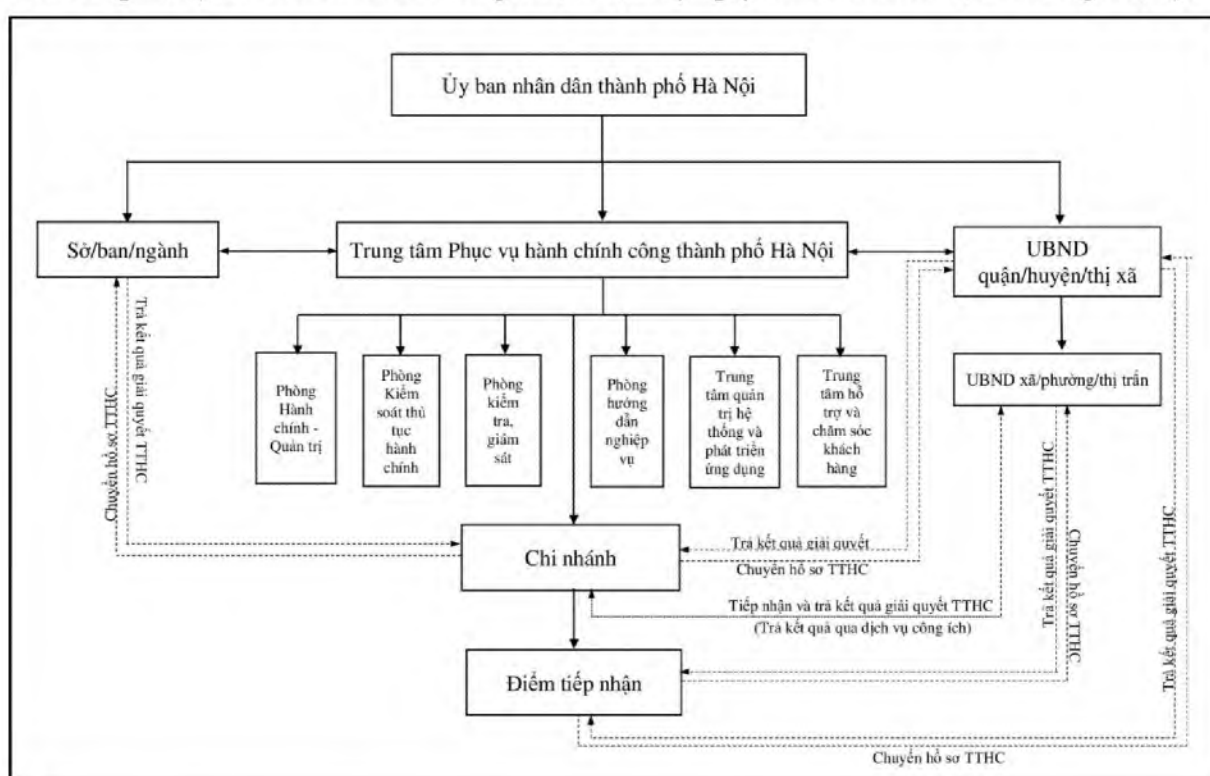 Ủy ban nhân dân thành phố Hà Nội
Sở/ban/ngành
Trung tâm Phục vụ hành chính công thành phố Hà Nội
UBND
quận/huyện/thị xã
UBND xã/phường/thị trấn
Phòng
Hành
chính -
Quản trị
Phòng
Kiểm
soát thủ
tục
hành
chính
Phòng
kiểm
tra,
giám
sát
Phòng
hướng
dẫn
nghiệp
vụ
Trung
tâm quản
trị hệ
thống và
phát triển
ứng dụng
Trung
tâm hỗ
trợ và
chăm sóc
khách
hàng
Chuyển hồ sơ TTHC
Trả kết quả giải quyết TTHC
Chi nhánh
Trả kết quả giải quyết
Chuyển hồ sơ TTHC
Tiếp nhận và trả kết quả giải quyết TTHC
(Trả kết quả qua dịch vụ công ích)
Trả kết quả giải quyết TTHC
Chuyển hồ sơ TTHC
Trả kết quả giải quyết TTHC
Điểm tiếp nhận
Chuyển hồ sơ TTHC